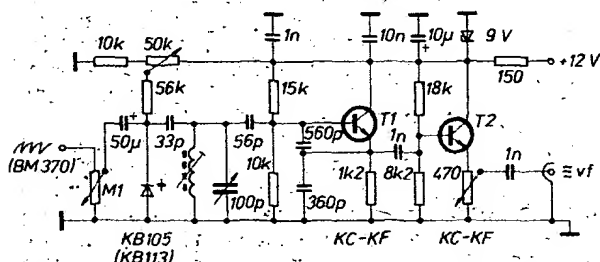 10k
50k
1n
10n
10µ
+
9 V
+12 V
150
56k
15k
18k
T1
T2
50µ
+
33p
56p
560p
1n
(BM 370)
M1
+
10k
1k2
8k2
470
1n
≡ vf
100p
360p
KB105
(KB113)
KC-KF
KC-KF